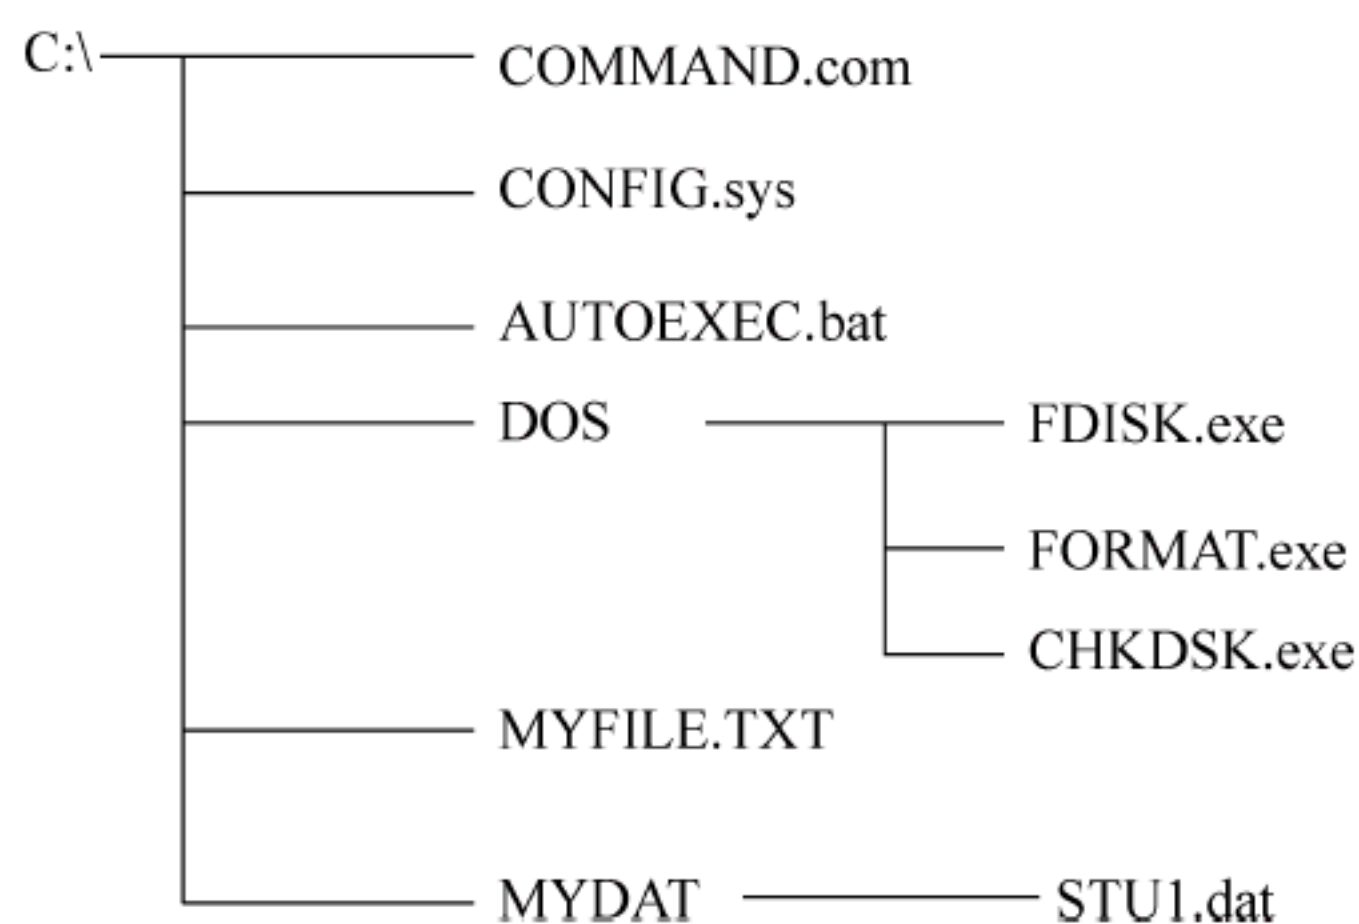 C:\
COMMAND.com
CONFIG.sys
AUTOEXEC.bat
DOS
FDISK.exe
FORMAT.exe
CHKDSK.exe
MYFILE.TXT
MYDAT
STU1.dat